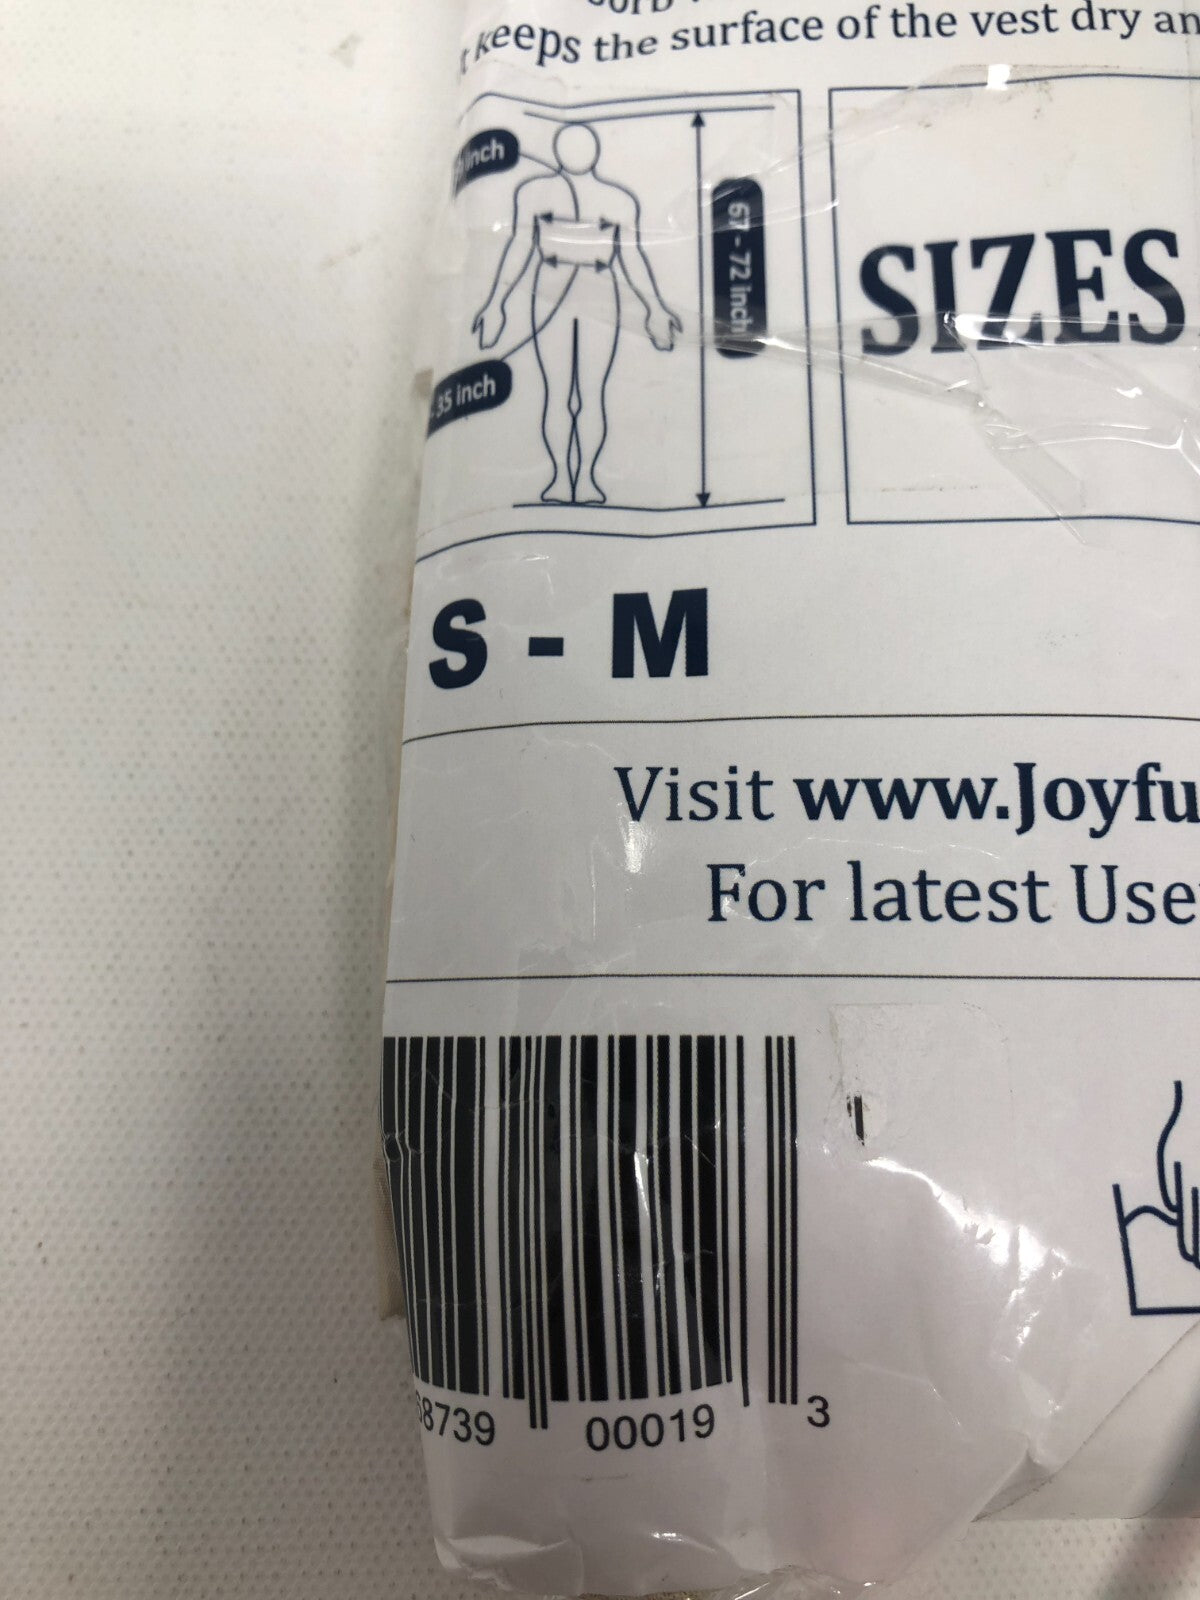 keeps the surface of the vest dry an
inch
67 - 72 inch
35 inch
SIZES
S - M
Visit www.Joyfu
For latest Use
8739 00019 3